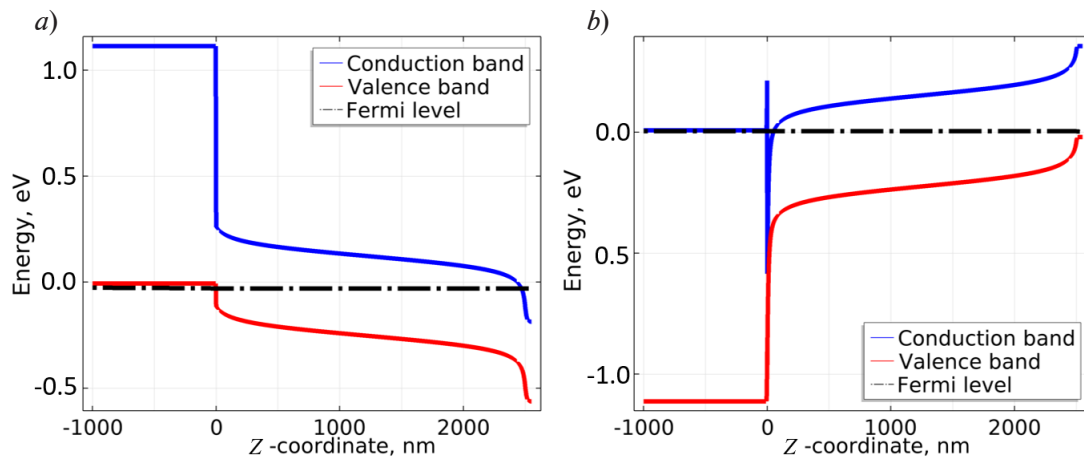 a)
1.0
0.5
0.0
-0.5
Energy, eV
Conduction band
Valence band
Fermi level
-1000 0 1000 2000
Z -coordinate, nm
b)
0.0
0.5
-1.0
Energy, eV
Conduction band
Valence band
Fermi level
-1000 0 1000 2000
Z -coordinate, nm